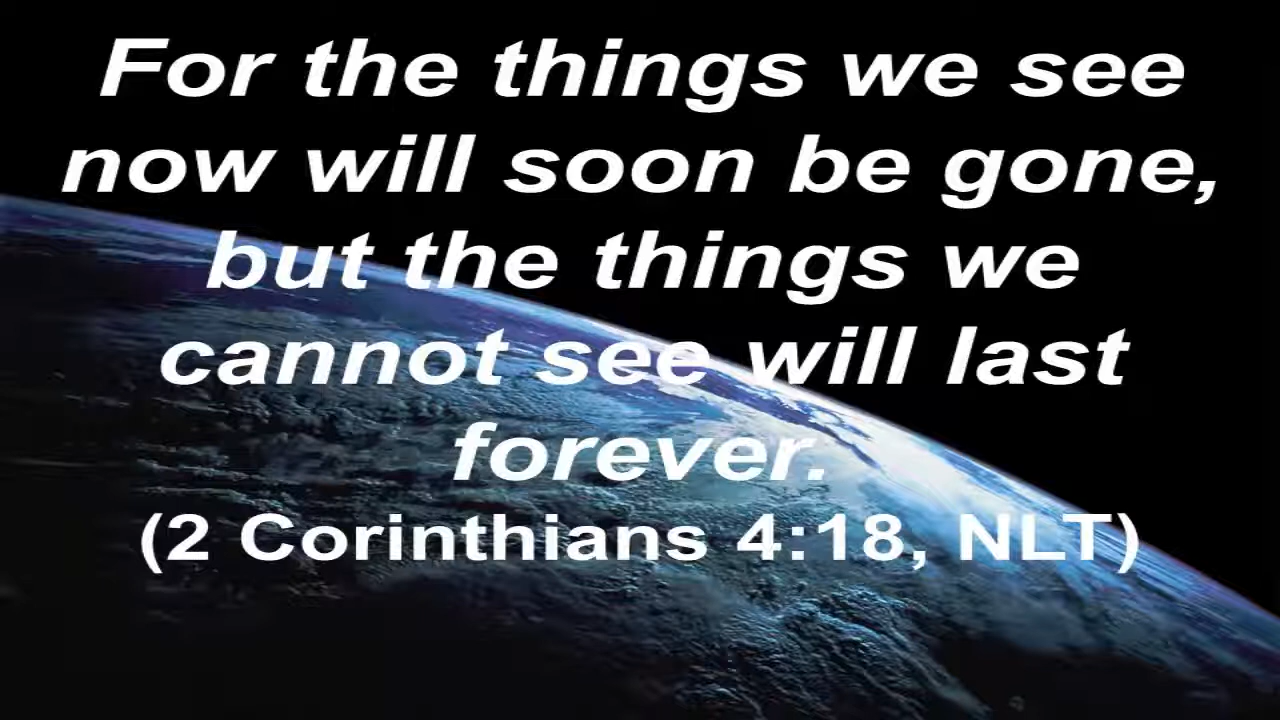 For the things we see
now will soon be gone,
but the things we
cannot see will last
forever.
(2 Corinthians 4:18, NLT)